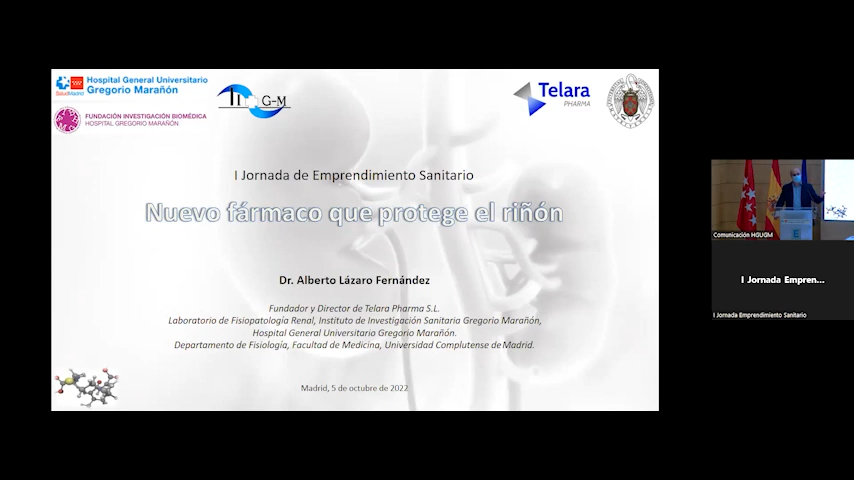 Hospital General Universitario
Gregorio Marañón
SaludMadrid
FUNDACIÓN INVESTIGACIÓN BIOMÉDICA
HOSPITAL GREGORIO MARAÑÓN
G-M
Telara
PHARMA
I Jornada de Emprendimiento Sanitario
Nuevo fármaco que protege el riñón
Dr. Alberto Lázaro Fernández
Fundador y Director de Telara Pharma S.L.
Laboratorio de Fisiopatología Renal, Instituto de Investigación Sanitaria Gregorio Marañón,
Hospital General Universitario Gregorio Marañón.
Departamento de Fisiología, Facultad de Medicina, Universidad Complutense de Madrid.
Madrid, 5 de octubre de 2022
Comunicación HGUGM
I Jornada Empren...
I Jornada Emprendimiento Sanitario